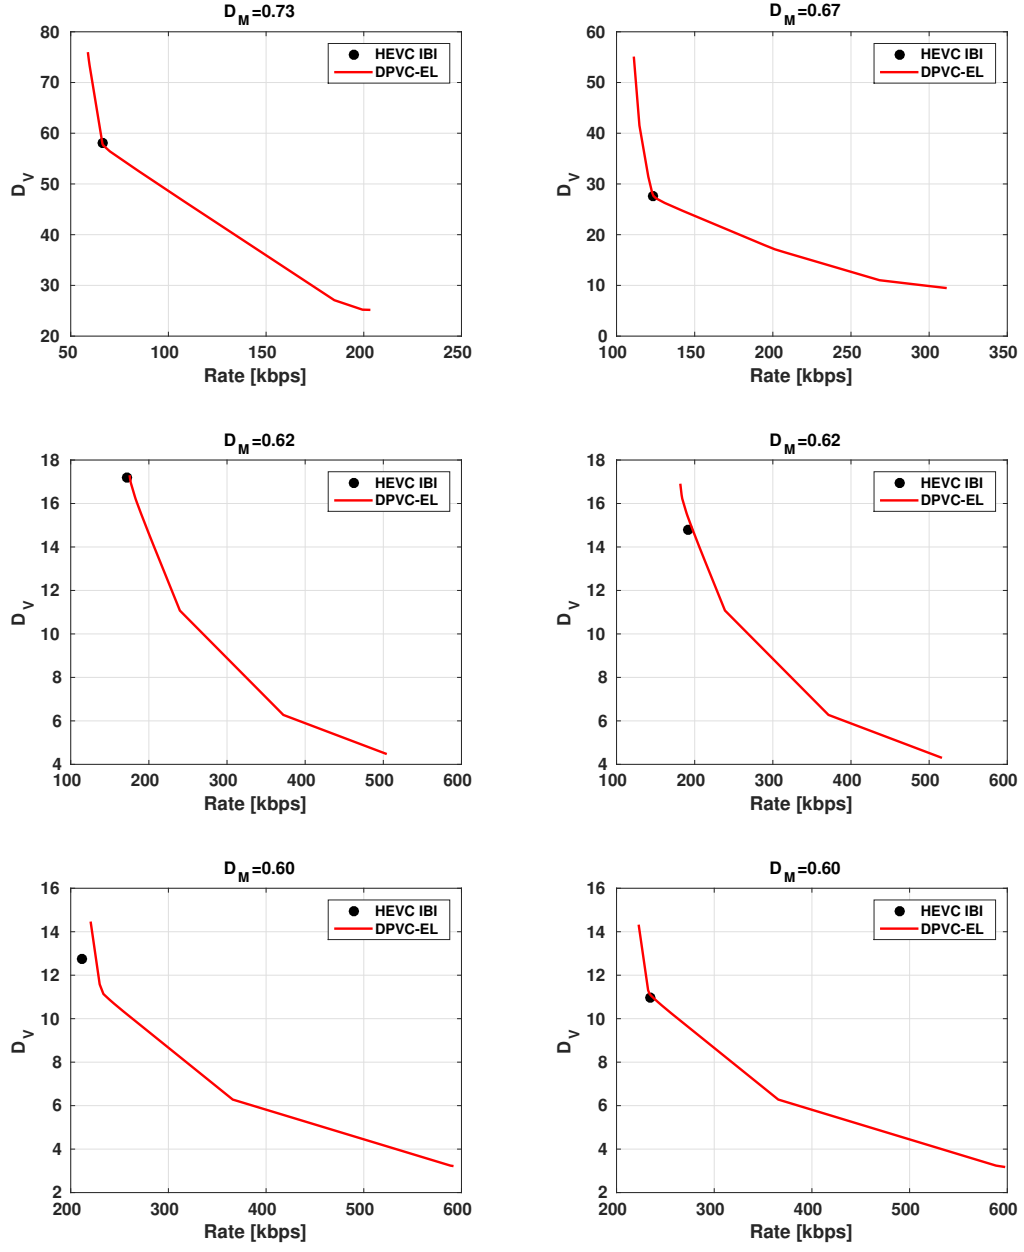 D_M=0.73
80
70
60
50
40
30
20
D_V
50
100
150
200
250
Rate [kbps]
HEVC IBI
DPVC-EL
D_M=0.67
60
50
40
30
20
10
0
D_V
100
150
200
250
300
350
Rate [kbps]
HEVC IBI
DPVC-EL
D_M=0.62
18
16
14
12
10
8
6
4
D_V
100
200
300
400
500
600
Rate [kbps]
HEVC IBI
DPVC-EL
D_M=0.62
18
16
14
12
10
8
6
4
D_V
100
200
300
400
500
600
Rate [kbps]
HEVC IBI
DPVC-EL
D_M=0.60
16
14
12
10
8
6
4
2
D_V
200
300
400
500
600
Rate [kbps]
HEVC IBI
DPVC-EL
D_M=0.60
16
14
12
10
8
6
4
2
D_V
200
300
400
500
600
Rate [kbps]
HEVC IBI
DPVC-EL